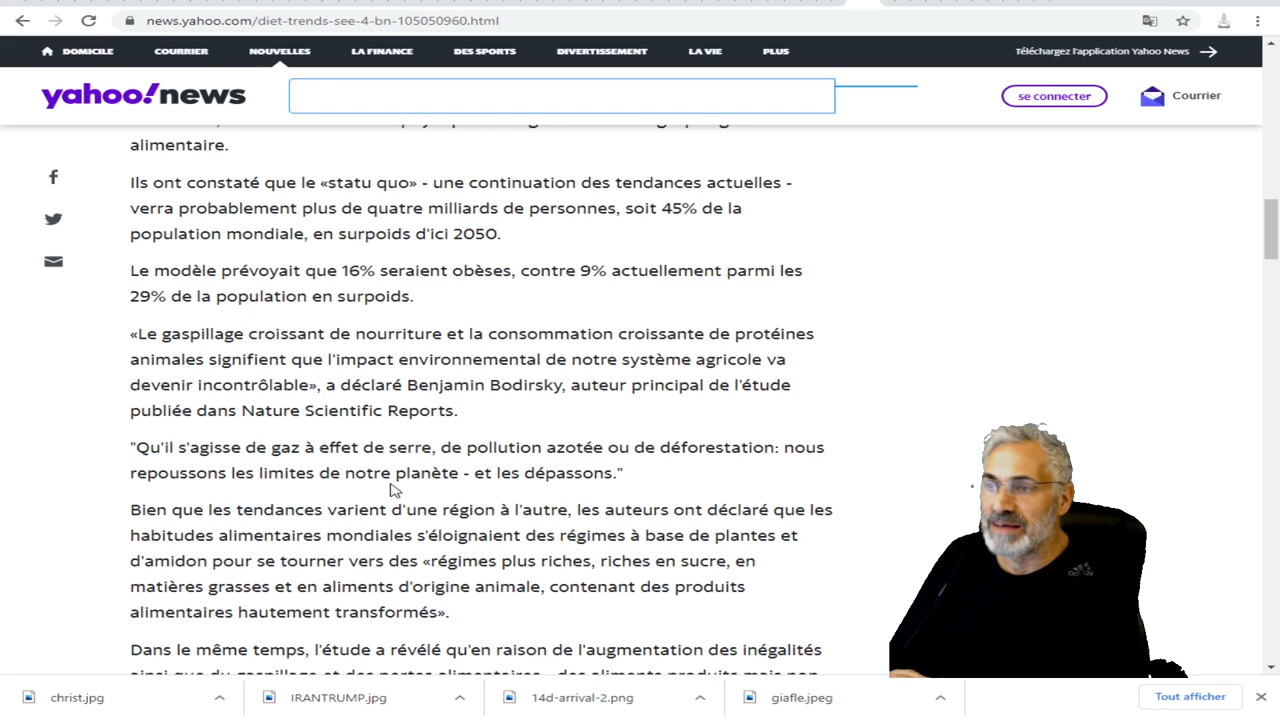 news.yahoo.com/diet-trends-see-4-bn-105050960.html
DOMICILE COURRIER NOUVELLES LA FINANCE DES SPORTS DIVERTISSEMENT LA VIE PLUS Téléchargez l'application Yahoo News
yahoo!news se connecter Courrier
alimentaire.
Ils ont constaté que le «statu quo» - une continuation des tendances actuelles -
verra probablement plus de quatre milliards de personnes, soit 45% de la
population mondiale, en surpoids d'ici 2050.
Le modèle prévoyait que 16% seraient obèses, contre 9% actuellement parmi les
29% de la population en surpoids.
«Le gaspillage croissant de nourriture et la consommation croissante de protéines
animales signifient que l'impact environnemental de notre système agricole va
devenir incontrôlable», a déclaré Benjamin Bodirsky, auteur principal de l'étude
publiée dans Nature Scientific Reports.
"Qu'il s'agisse de gaz à effet de serre, de pollution azotée ou de déforestation: nous
repoussons les limites de notre planète - et les dépassons."
Bien que les tendances varient d'une région à l'autre, les auteurs ont déclaré que les
habitudes alimentaires mondiales s'éloignaient des régimes à base de plantes et
d'amidon pour se tourner vers des «régimes plus riches, riches en sucre, en
matières grasses et en aliments d'origine animale, contenant des produits
alimentaires hautement transformés».
Dans le même temps, l'étude a révélé qu'en raison de l'augmentation des inégalités
adidas
christ.jpg IRANTRUMP.jpg 14d-arrival-2.png giafle.jpeg Tout afficher